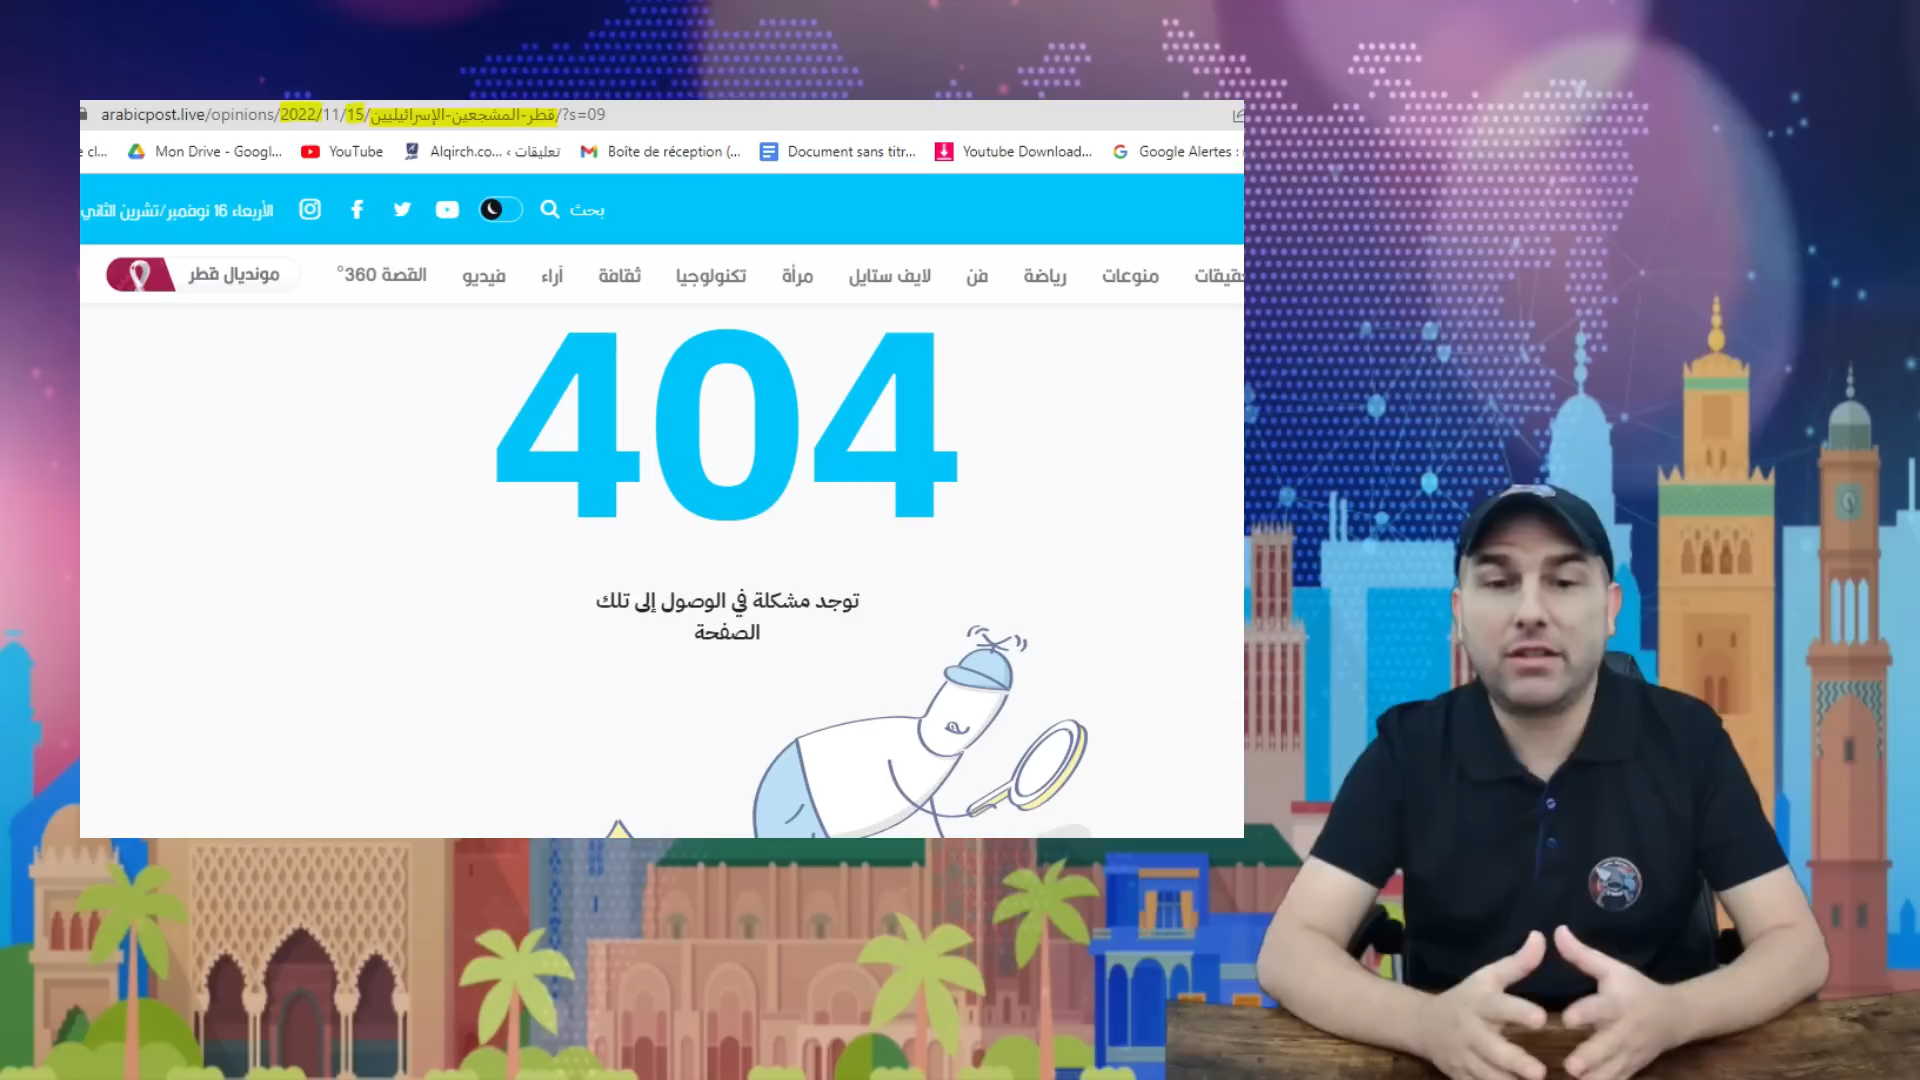 arabicpost.live/opinions/2022/11/15/قطر-المشجعين-الإسرائيليين/?s=09
Mon Drive - Googl...
YouTube
Alqirch.co... ‹ تعليقات
Boîte de réception (...
Document sans titr...
Youtube Download...
Google Alertes :
الأربعاء 16 نوفمبر/تشرين الثاني
بحث
مونديال قطر
القصة 360°
فيديو
آراء
ثقافة
تكنولوجيا
مرأة
لايف ستايل
فن
رياضة
منوعات
404
توجد مشكلة في الوصول إلى تلك
الصفحة